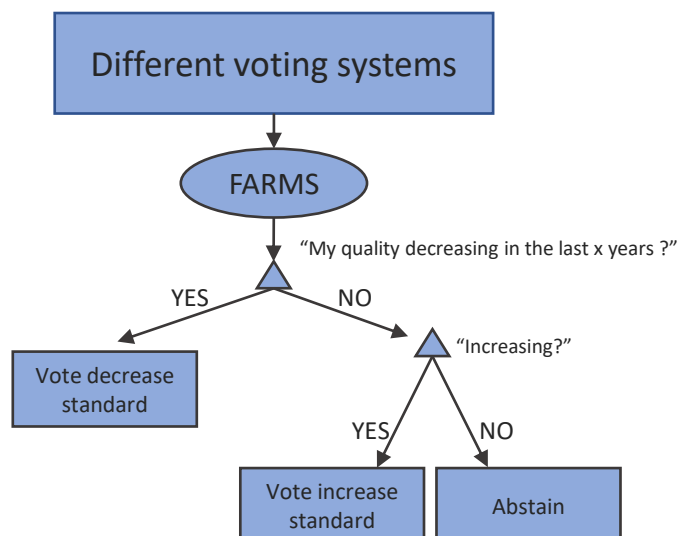 Different voting systems
FARMS
“My quality decreasing in the last x years ?”
YES
NO
“Increasing?”
Vote decrease
standard
YES
NO
Vote increase
standard
Abstain